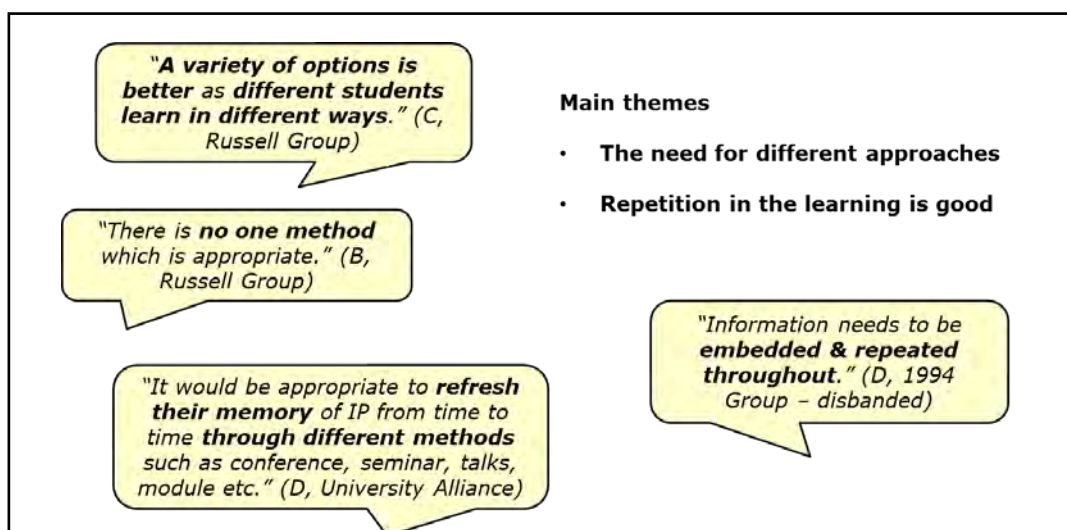 “A variety of options is
better as different students
learn in different ways.” (C,
Russell Group)
“There is no one method
which is appropriate.” (B,
Russell Group)
“It would be appropriate to refresh
their memory of IP from time to
time through different methods
such as conference, seminar, talks,
module etc.” (D, University Alliance)
Main themes
• The need for different approaches
• Repetition in the learning is good
“Information needs to be
embedded & repeated
throughout.” (D, 1994
Group – disbanded)